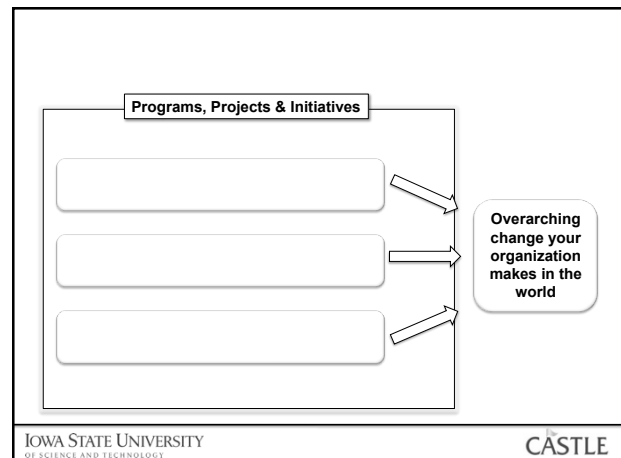 Programs, Projects & Initiatives
Overarching
change your
organization
makes in the
world
IOWA STATE UNIVERSITY
OF SCIENCE AND TECHNOLOGY
CASTLE